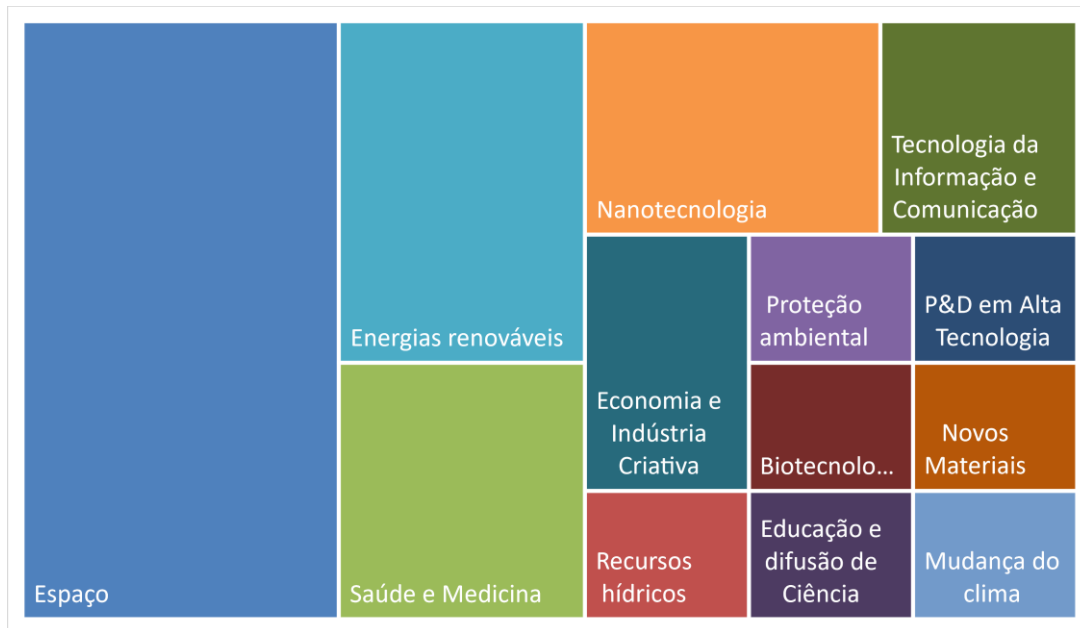 Espaço
Energias renováveis
Saúde e Medicina
Nanotecnologia
Tecnologia da
Informação e
Comunicação
Economia e
Indústria
Criativa
Proteção
ambiental
P&D em Alta
Tecnologia
Biotecnolo...
Novos
Materiais
Recursos
hídricos
Educação e
difusão de
Ciência
Mudança do
clima